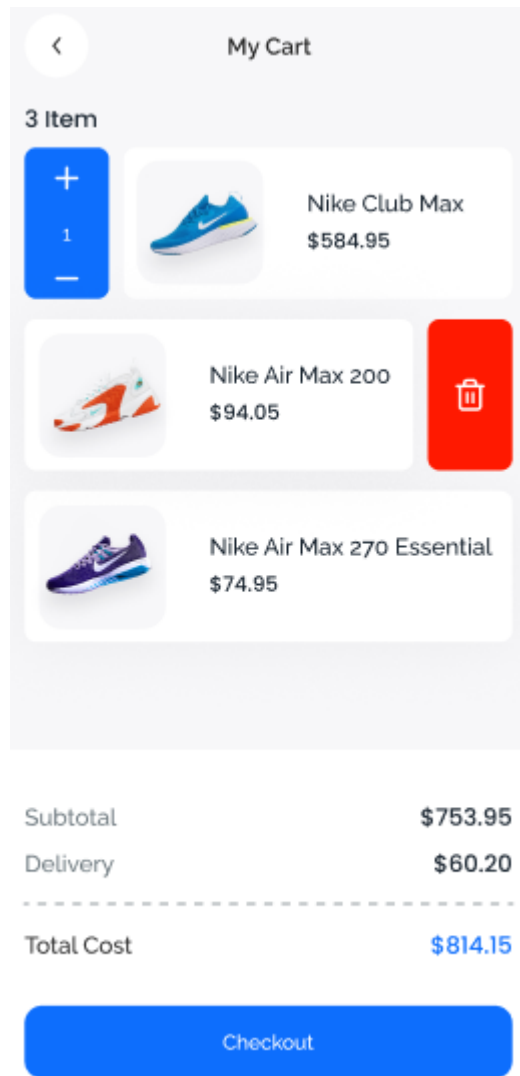 My Cart
3 Item
1
Nike Club Max
$584.95
Nike Air Max 200
$94.05
Nike Air Max 270 Essential
$74.95
Subtotal $753.95
Delivery $60.20
Total Cost $814.15
Checkout